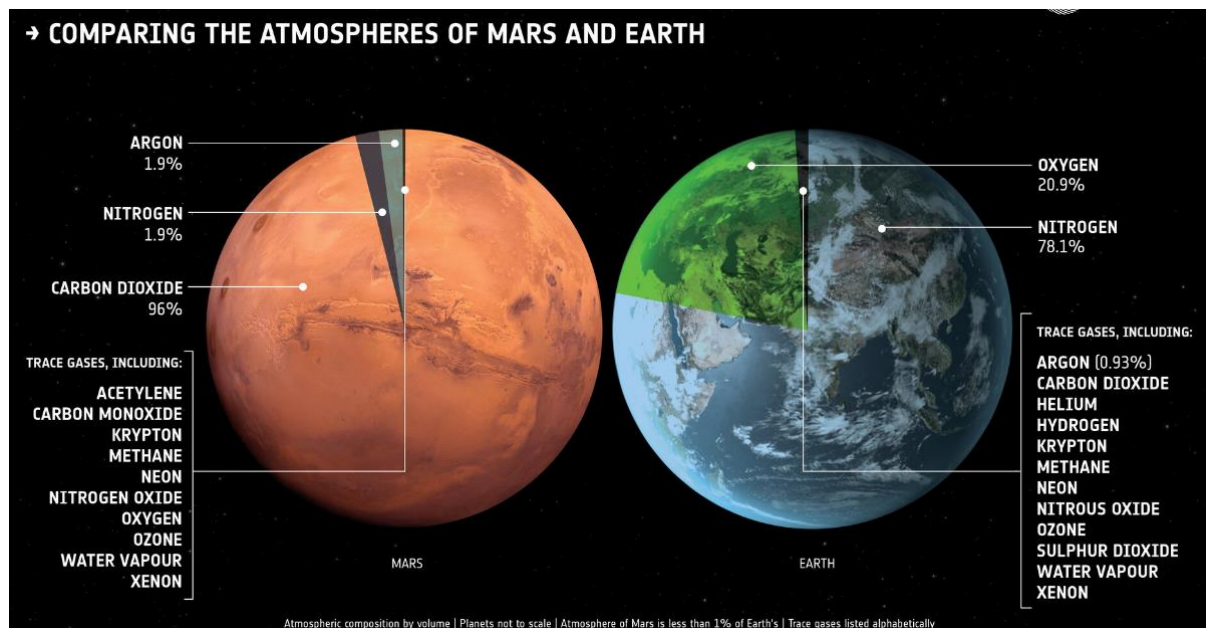 → COMPARING THE ATMOSPHERES OF MARS AND EARTH
ARGON
1.9%
NITROGEN
1.9%
CARBON DIOXIDE
96%
TRACE GASES, INCLUDING:
ACETYLENE
CARBON MONOXIDE
KRYPTON
METHANE
NEON
NITROGEN OXIDE
OXYGEN
OZONE
WATER VAPOUR
XENON
MARS
OXYGEN
20.9%
NITROGEN
78.1%
TRACE GASES, INCLUDING:
ARGON (0.93%)
CARBON DIOXIDE
HELIUM
HYDROGEN
KRYPTON
METHANE
NEON
NITROUS OXIDE
OZONE
SULPHUR DIOXIDE
WATER VAPOUR
XENON
EARTH
Atmospheric composition by volume | Planets not to scale | Atmosphere of Mars is less than 1% of Earth's | Trace gases listed alphabetically